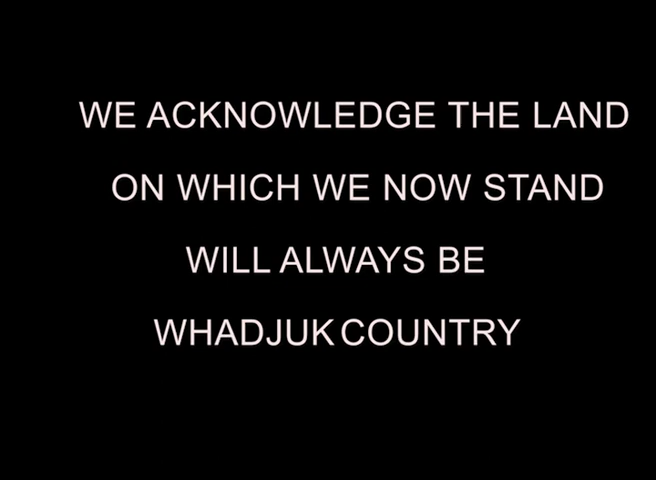 WE ACKNOWLEDGE THE LAND
ON WHICH WE NOW STAND
WILL ALWAYS BE
WHADJUK COUNTRY